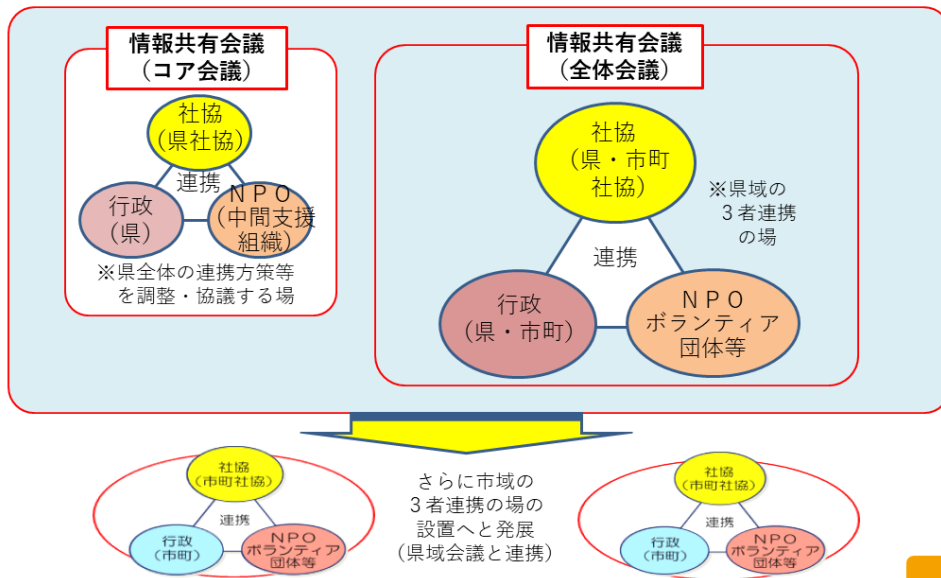 情報共有会議
(コア会議)
社協
(県社協)
連携
行政
(県)
NPO
(中間支援
組織)
※県全体の連携方策等
を調整・協議する場
情報共有会議
(全体会議)
社協
(県・市町
社協)
※県域の
3者連携
の場
連携
行政
(県・市町)
NPO
ボランティア
団体等
社協
(市町社協)
連携
行政
(市町)
NPO
ボランティア
団体等
さらに市域の
3者連携の場の
設置へと発展
(県域会議と連携)
社協
(市町社協)
連携
行政
(市町)
NPO
ボランティア
団体等